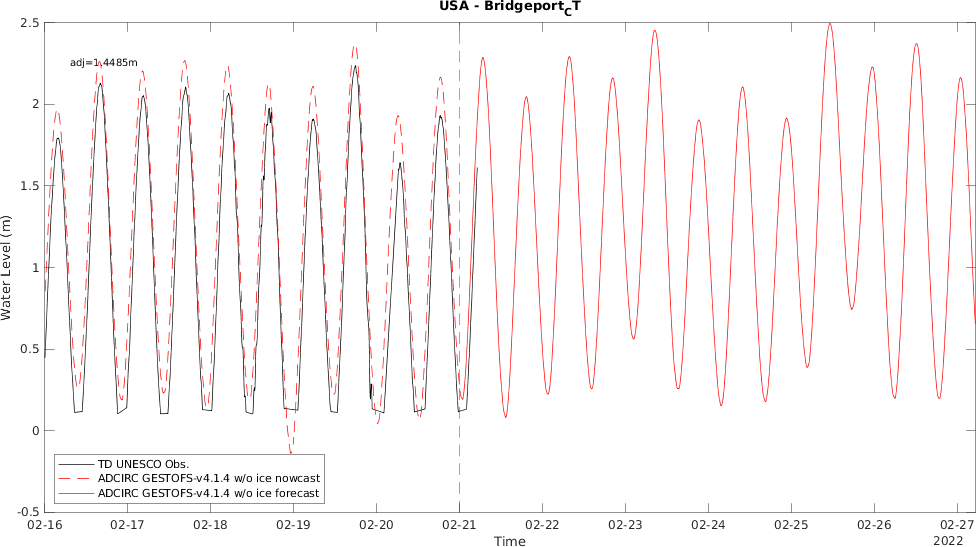 USA - BridgeportCT
adj=1.4485m
2.5
2
1.5
1
0.5
0
-0.5
Water Level (m)
TD UNESCO Obs.
ADCIRC GESTOFS-v4.1.4 w/o ice nowcast
ADCIRC GESTOFS-v4.1.4 w/o ice forecast
02-16 02-17 02-18 02-19 02-20 02-21 02-22 02-23 02-24 02-25 02-26 02-27
Time
2022